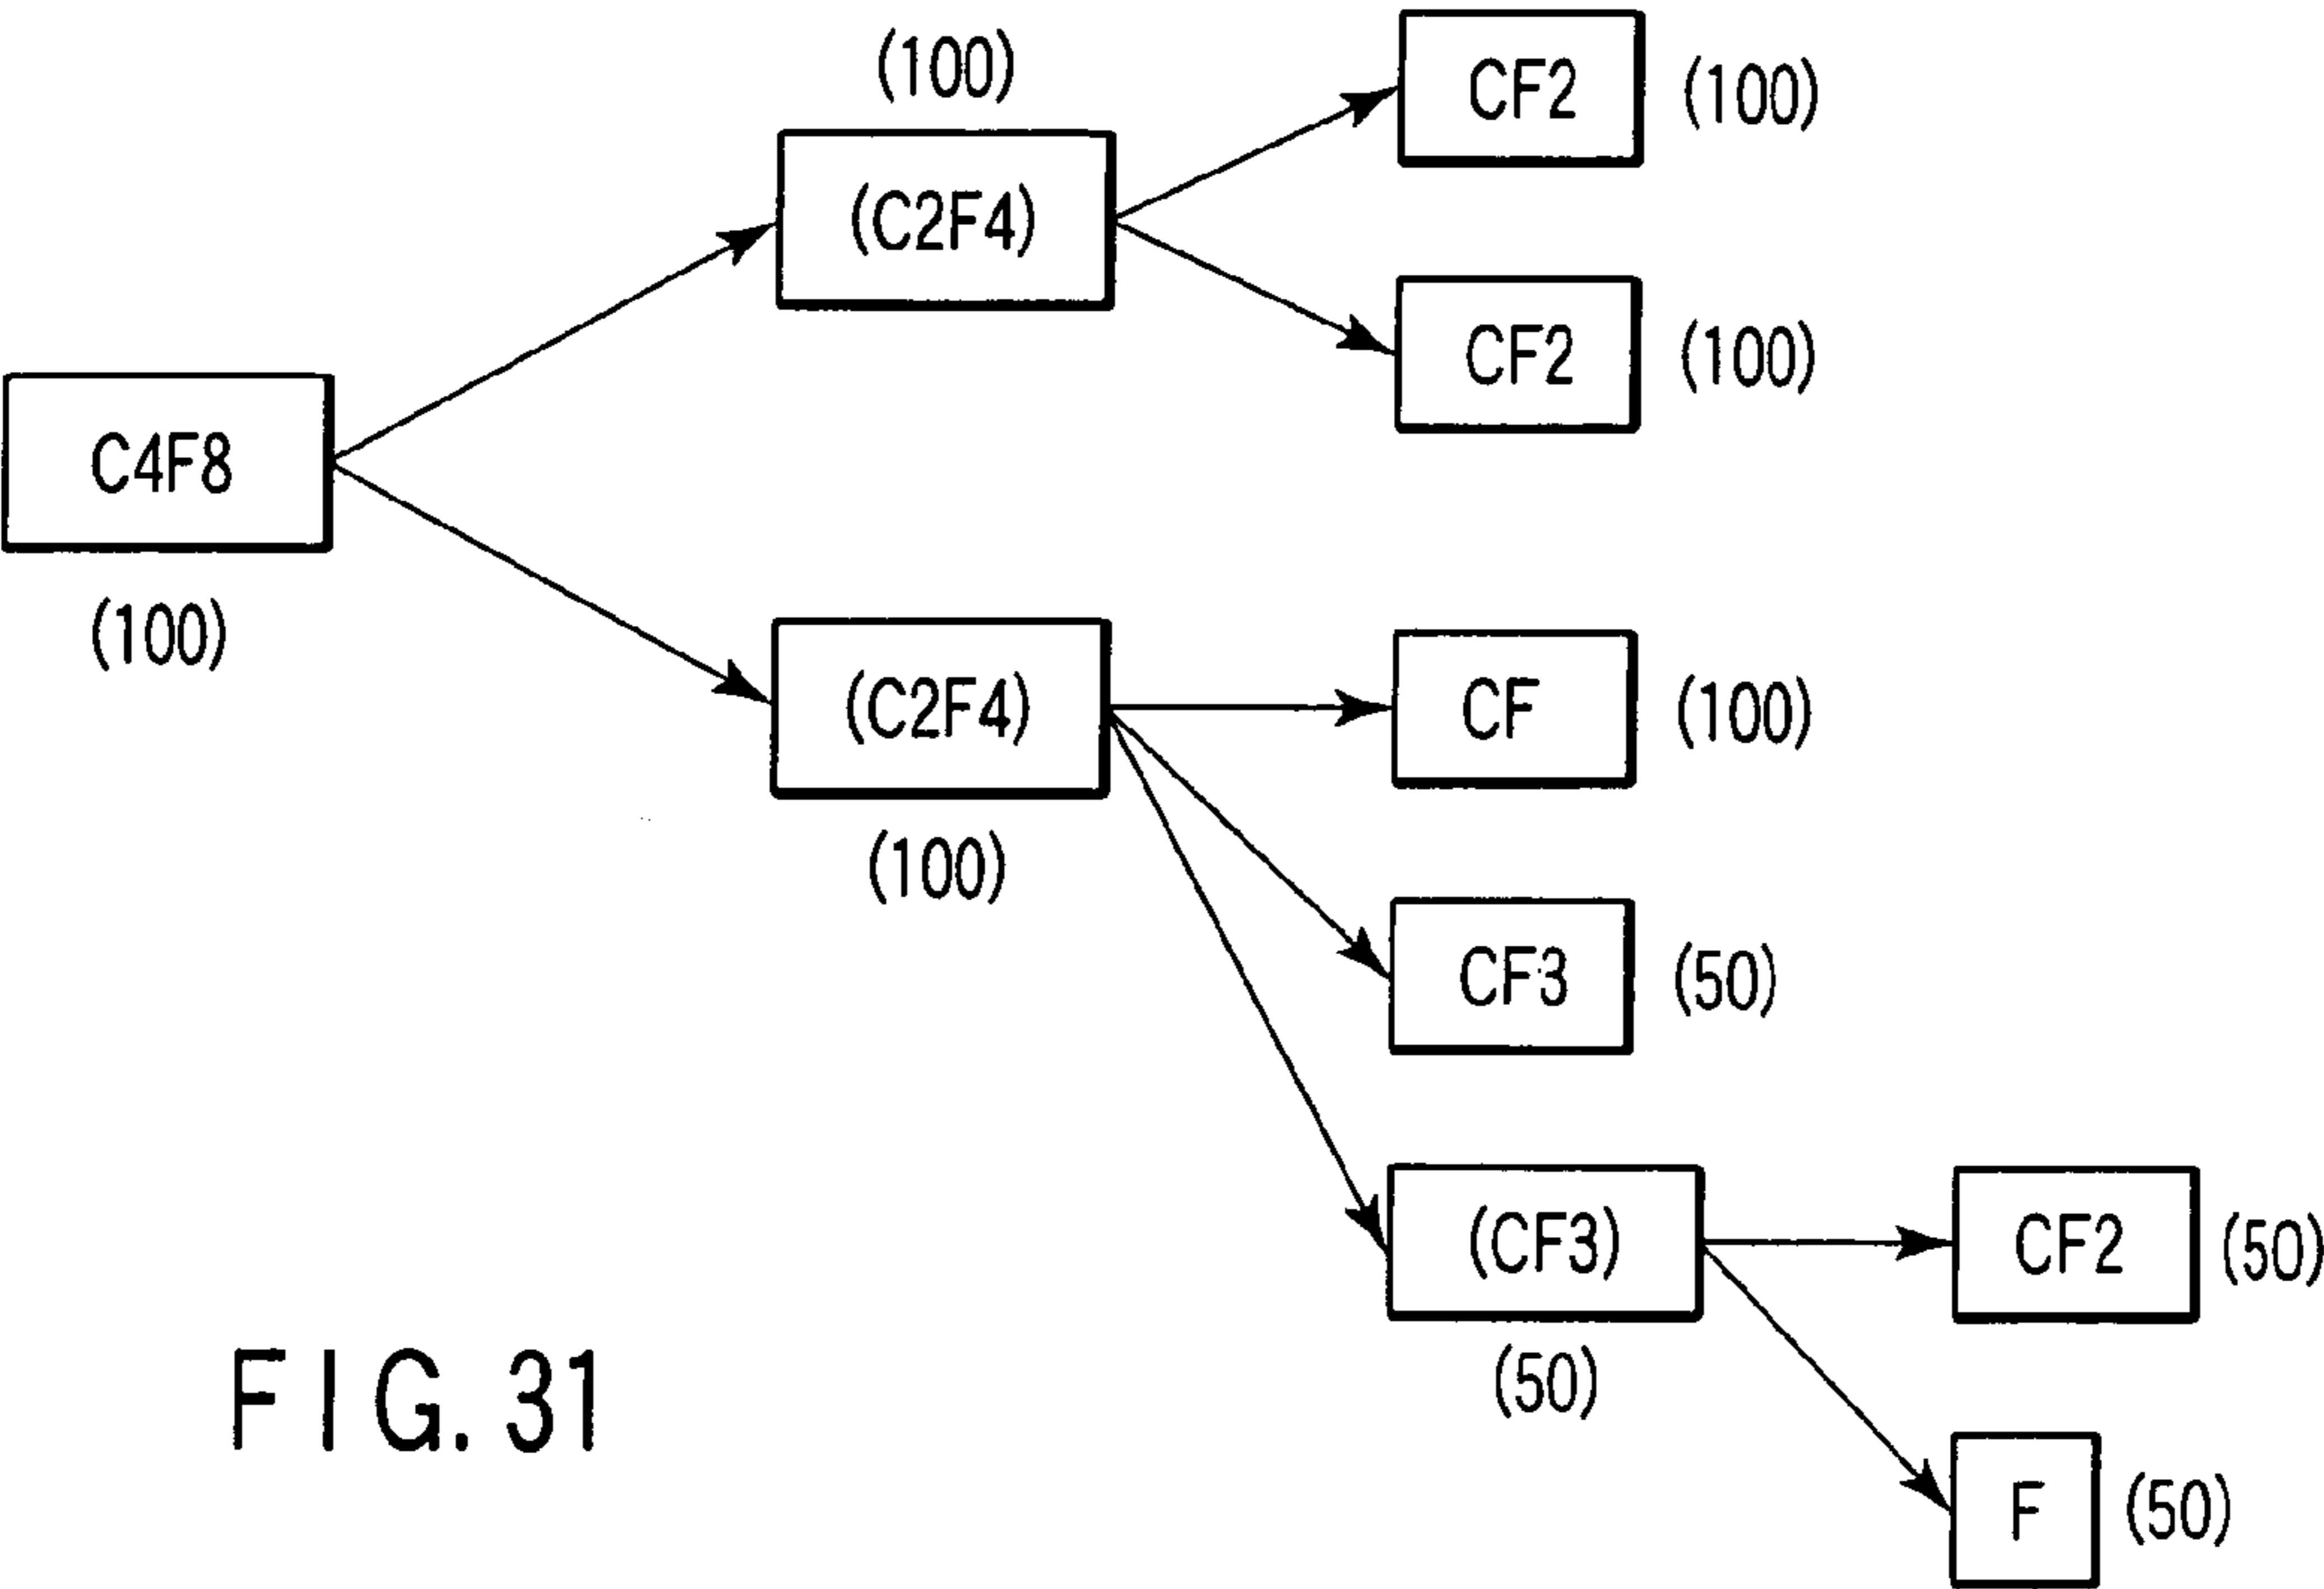 (100)
CF2 (100)
(C2F4)
CF2 (100)
C4F8
(100)
(C2F4)
CF (100)
(100)
CF3 (50)
(CF3)
CF2 (50)
(50)
F (50)
FIG. 31